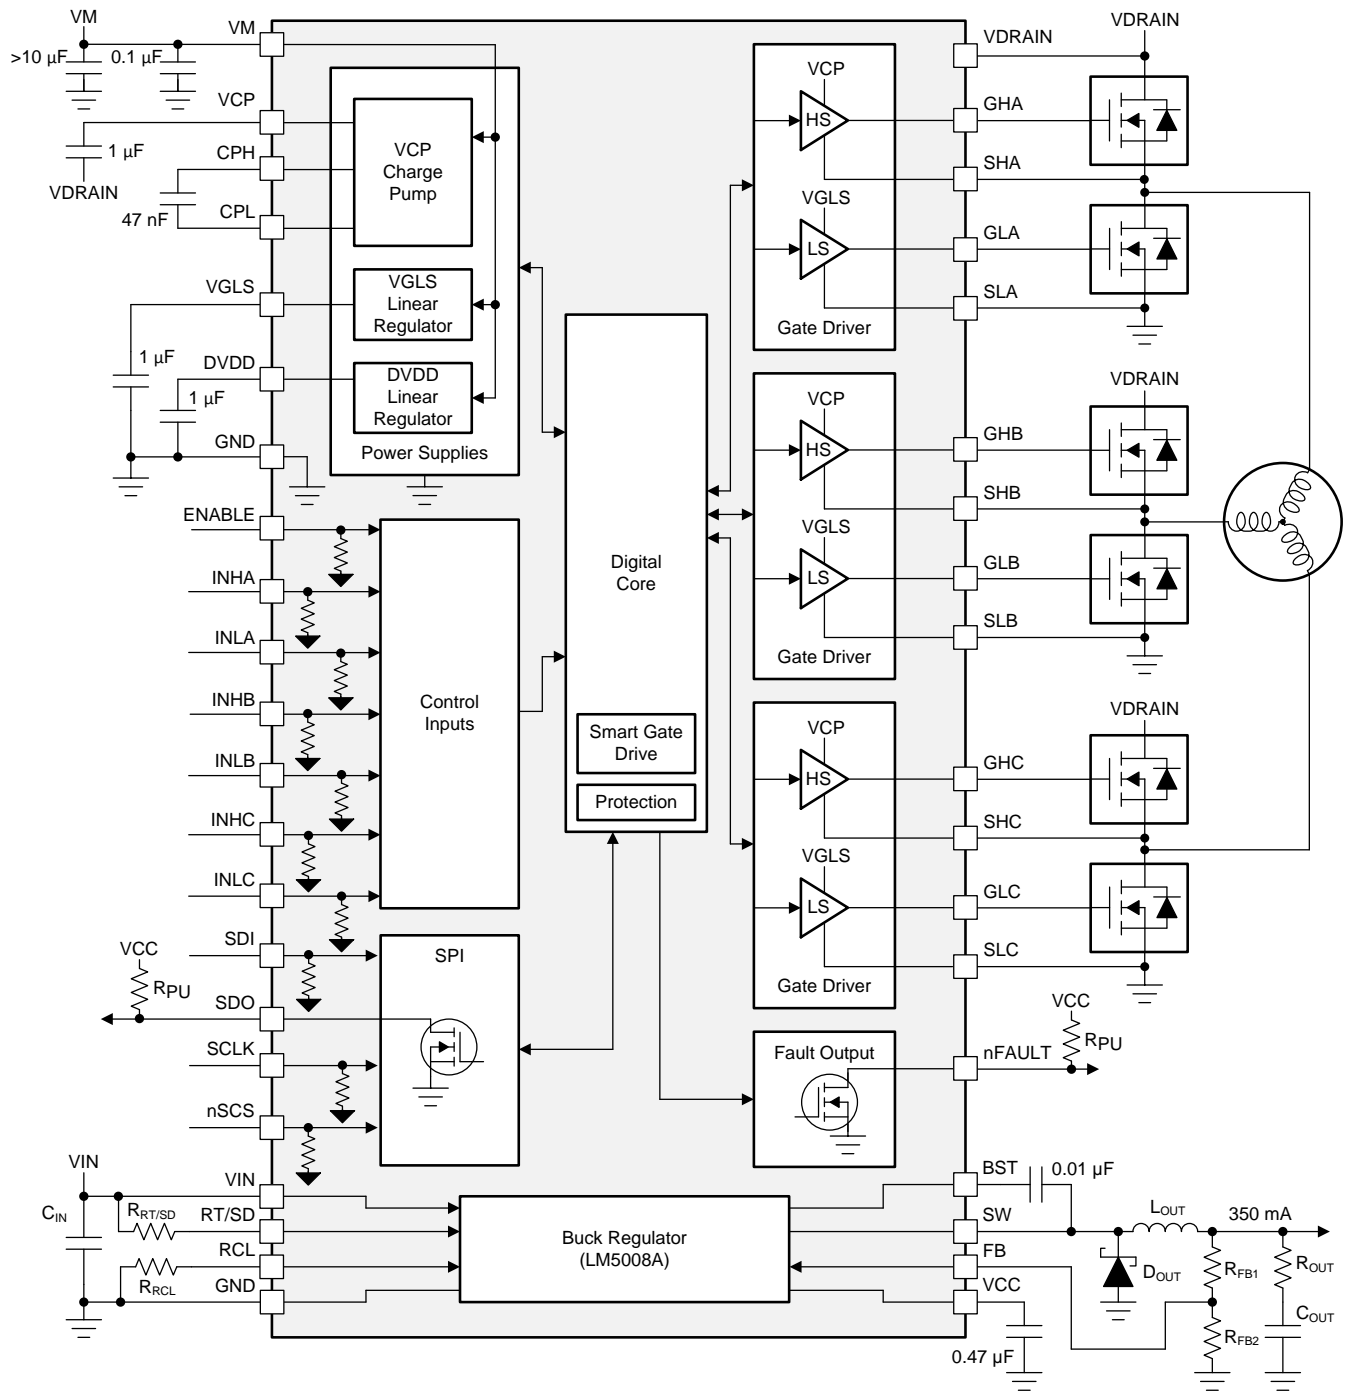 VM
>10 µF
0.1 µF
VM
VCP
1 µF
VDRAIN
CPH
47 nF
CPL
VGLS
1 µF
DVDD
1 µF
GND
VCP
Charge
Pump
VGLS
Linear
Regulator
DVDD
Linear
Regulator
Power Supplies
ENABLE
INHA
INLA
INHB
INLB
INHC
INLC
Control
Inputs
SDI
VCC
RPU
SDO
SCLK
nSCS
SPI
VIN
CIN
VIN
RRT/SD
RT/SD
RCL
RRCL
GND
Buck Regulator
(LM5008A)
Digital
Core
Smart Gate
Drive
Protection
VCP
HS
VGLS
LS
Gate Driver
VCP
HS
VGLS
LS
Gate Driver
VCP
HS
VGLS
LS
Gate Driver
Fault Output
VDRAIN
VDRAIN
GHA
SHA
GLA
SLA
VDRAIN
GHB
SHB
GLB
SLB
VDRAIN
GHC
SHC
GLC
SLC
VCC
RPU
nFAULT
BST
0.01 µF
SW
LOUT
350 mA
FB
DOUT
RFB1
ROUT
VCC
COUT
RFB2
0.47 µF